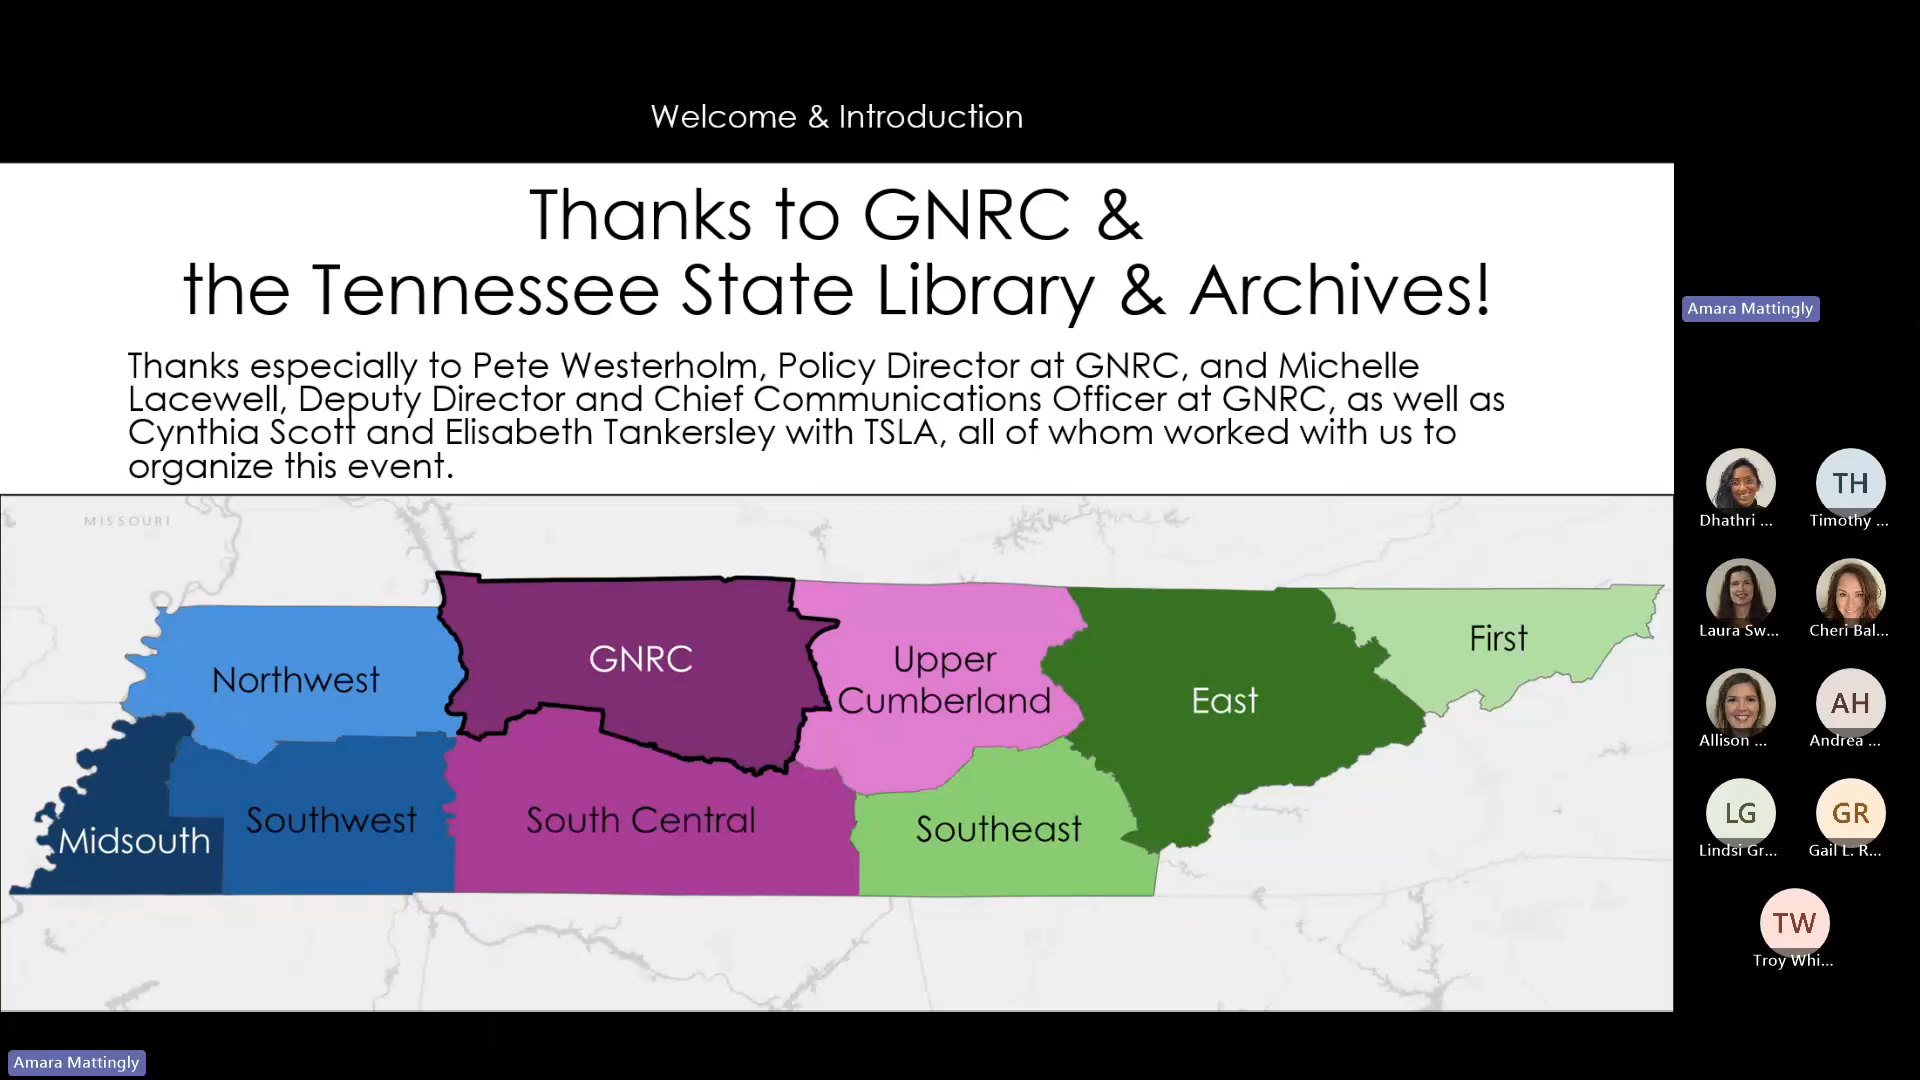 Welcome & Introduction
Thanks to GNRC &
the Tennessee State Library & Archives!
Thanks especially to Pete Westerholm, Policy Director at GNRC, and Michelle
Lacewell, Deputy Director and Chief Communications Officer at GNRC, as well as
Cynthia Scott and Elisabeth Tankersley with TSLA, all of whom worked with us to
organize this event.
MISSOURI
Northwest
GNRC
Upper
Cumberland
East
First
Midsouth
Southwest
South Central
Southeast
Amara Mattingly
Dhathri ...
TH
Timothy ...
Laura Sw...
Cheri Bal...
Allison ...
AH
Andrea ...
LG
Lindsi Gr...
GR
Gail L. R...
TW
Troy Whi...
Amara Mattingly